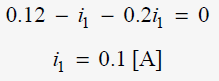 0.12 − i₁ − 0.2i₁ = 0
i₁ = 0.1 [A]